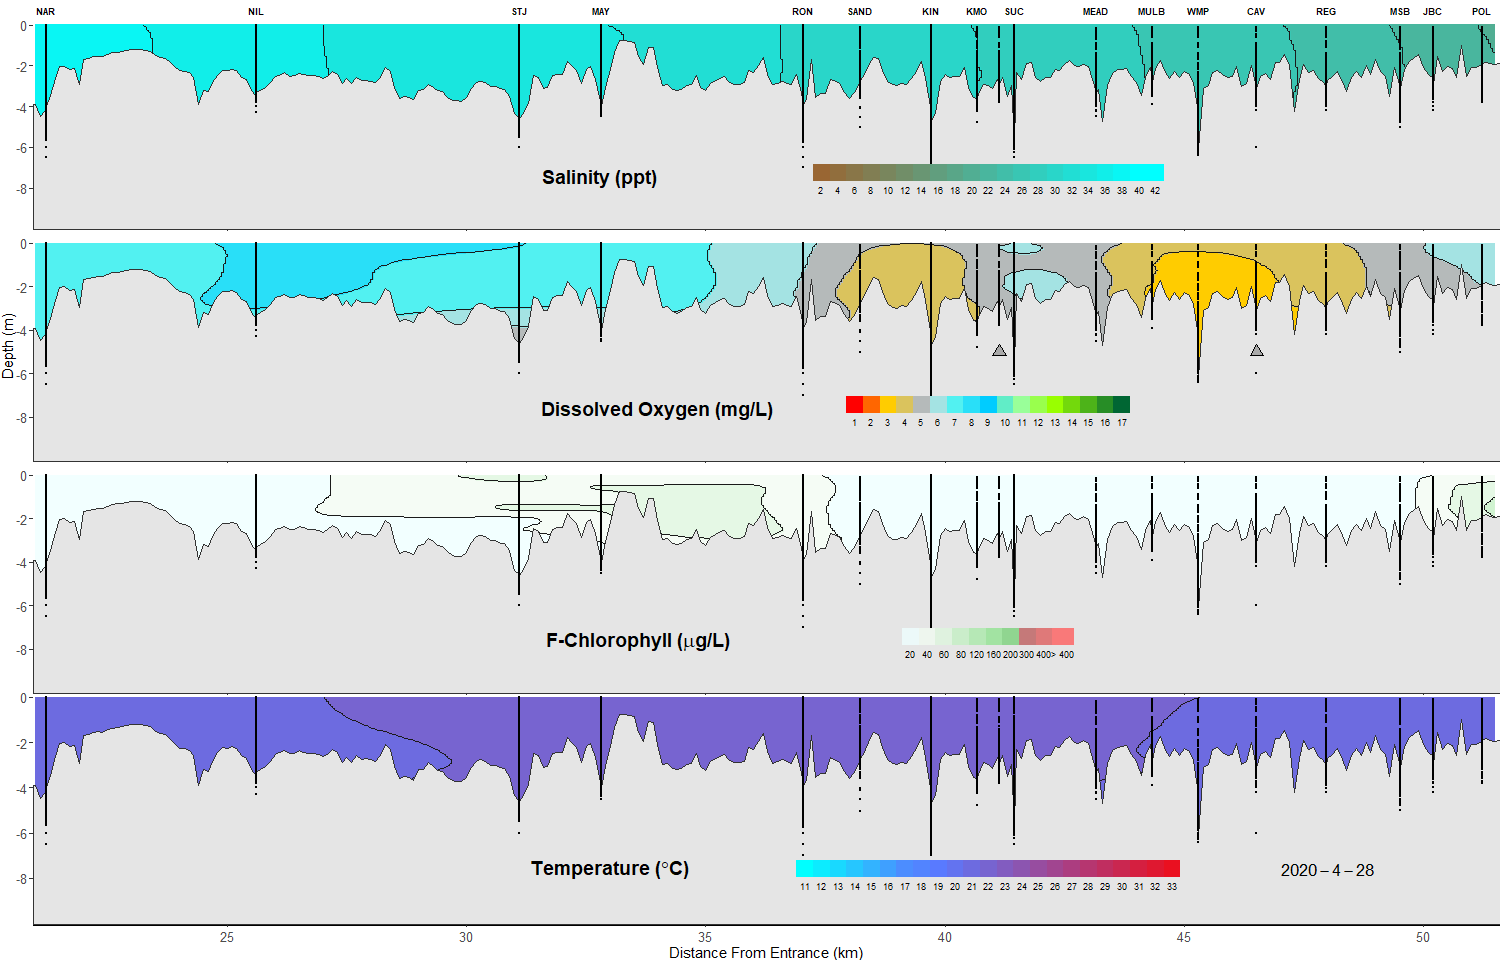 NAR NIL STJ MAY RON SAND KIN KMO SUC MEAD MULB WMP CAV REG MSB JBC POL
0
-2
-4
-6
-8
Salinity (ppt)
2 4 6 8 10 12 14 16 18 20 22 24 26 28 30 32 34 36 38 40 42
0
-2
-4
-6
-8
Depth (m)
Dissolved Oxygen (mg/L)
1 2 3 4 5 6 7 8 9 10 11 12 13 14 15 16 17
0
-2
-4
-6
-8
F-Chlorophyll (μg/L)
20 40 60 80 120 160 200 300 400> 400
0
-2
-4
-6
-8
Temperature (°C)
11 12 13 14 15 16 17 18 19 20 21 22 23 24 25 26 27 28 29 30 31 32 33
2020 – 4 – 28
25 30 35 40 45 50
Distance From Entrance (km)